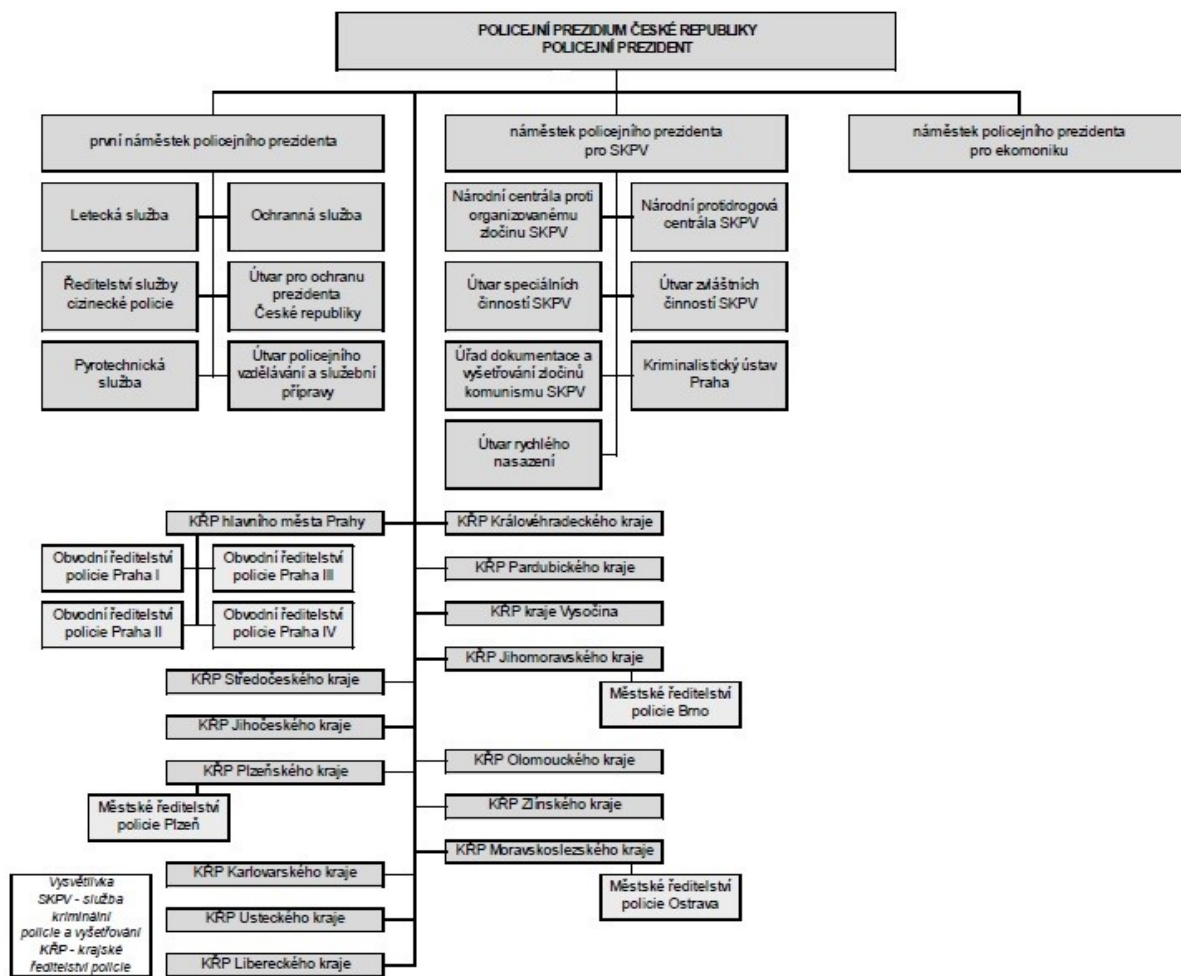 POLICEJNÍ PREZIDIUM ČESKÉ REPUBLIKY
POLICEJNÍ PREZIDENT
první náměstek policejního prezidenta
náměstek policejního prezidenta
pro SKPV
náměstek policejního prezidenta
pro ekomoniku
Letecká služba
Ochranná služba
Ředitelství služby
cizinecké policie
Útvar pro ochranu
prezidenta
České republiky
Pyrotechnická
služba
Útvar policejního
vzdělávání a služební
přípravy
Národní centrála proti
organizovanému
zločinu SKPV
Národní protidrogová
centrála SKPV
Útvar speciálních
činností SKPV
Útvar zvláštních
činností SKPV
Úřad dokumentace a
vyšetřování zločinů
komunismu SKPV
Kriminalistický ústav
Praha
Útvar rychlého
nasazení
KŘP hlavního města Prahy
Obvodní ředitelství
policie Praha I
Obvodní ředitelství
policie Praha III
Obvodní ředitelství
policie Praha II
Obvodní ředitelství
policie Praha IV
KŘP Středočeského kraje
KŘP Jihočeského kraje
KŘP Plzeňského kraje
Městské ředitelství
policie Plzeň
KŘP Karlovarského kraje
KŘP Usteckého kraje
KŘP Libereckého kraje
KŘP Královéhradeckého kraje
KŘP Pardubického kraje
KŘP kraje Vysočina
KŘP Jihomoravského kraje
Městské ředitelství
policie Brno
KŘP Olomouckého kraje
KŘP Zlínského kraje
KŘP Moravskoslezského kraje
Městské ředitelství
policie Ostrava
Vysvětlivka
SKPV - služba
kriminální
policie a vyšetřování
KŘP - krajské
ředitelství policie